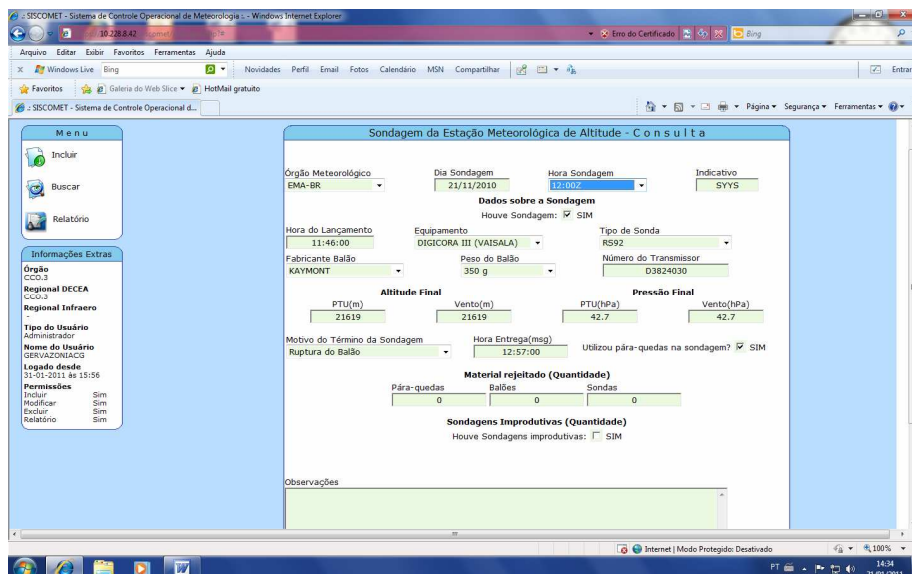 .: SISCOMET - Sistema de Controle Operacional de Meteorologia :. - Windows Internet Explorer
10.228.8.42
Erro do Certificado
Bing
Arquivo Editar Exibir Favoritos Ferramentas Ajuda
x Windows Live Bing Novidades Perfil Email Fotos Calendário MSN Compartilhar Entrar
Favoritos Galeria do Web Slice HotMail gratuito
.: SISCOMET - Sistema de Controle Operacional d... Página Segurança Ferramentas
Menu
Incluir
Buscar
Relatório
Informações Extras
Órgão
CCO.3
Regional DECEA
CCO.3
Regional Infraero
-
Tipo do Usuário
Administrador
Nome do Usuário
GERVAZONIACG
Logado desde
31-01-2011 às 15:56
Permissões
Incluir Sim
Modificar Sim
Excluir Sim
Relatório Sim
Sondagem da Estação Meteorológica de Altitude - Consulta
Órgão Meteorológico Dia Sondagem Hora Sondagem Indicativo
EMA-BR 21/11/2010 12:00Z SYYS
Dados sobre a Sondagem
Houve Sondagem: SIM
Hora do Lançamento Equipamento Tipo de Sonda
11:46:00 DIGICORA III (VAISALA) RS92
Fabricante Balão Peso do Balão Número do Transmissor
KAYMONT 350 g D3824030
Altitude Final Pressão Final
PTU(m) Vento(m) PTU(hPa) Vento(hPa)
21619 21619 42.7 42.7
Motivo do Término da Sondagem Hora Entrega(msg)
Ruptura do Balão 12:57:00 Utilizou pára-quedas na sondagem? SIM
Material rejeitado (Quantidade)
Pára-quedas Balões Sondas
0 0 0
Sondagens Improdutivas (Quantidade)
Houve Sondagens improdutivas: SIM
Observações
Internet | Modo Protegido: Desativado 100%
PT 14:34